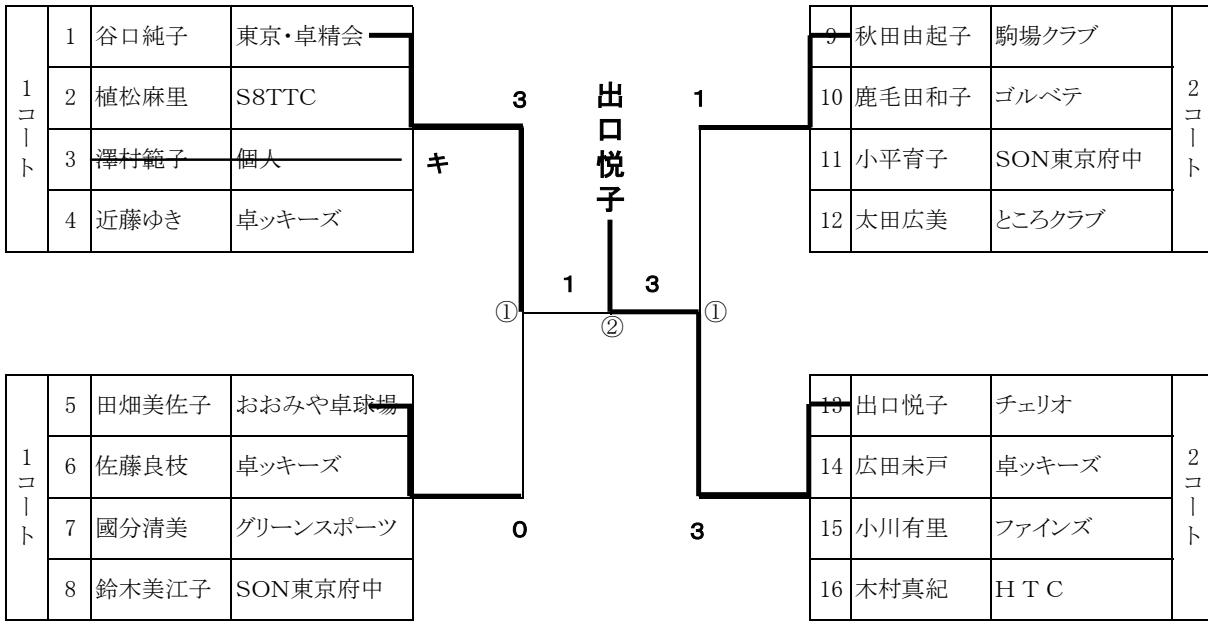 1コート
1 谷口純子 東京・卓精会
2 植松麻里 S8TTC
3 澤村範子 個人
4 近藤ゆき 卓ッキーズ
キ
3
出口悦子
1
9 秋田由起子 駒場クラブ
10 鹿毛田和子 ゴルベテ
11 小平育子 SON東京府中
12 太田広美 ところクラブ
2コート
1 3
① ② ①
1コート
5 田畑美佐子 おおみや卓球場
6 佐藤良枝 卓ッキーズ
7 國分清美 グリーンスポーツ
8 鈴木美江子 SON東京府中
0
3
13 出口悦子 チェリオ
14 広田未戸 卓ッキーズ
15 小川有里 ファインズ
16 木村真紀 HTC
2コート